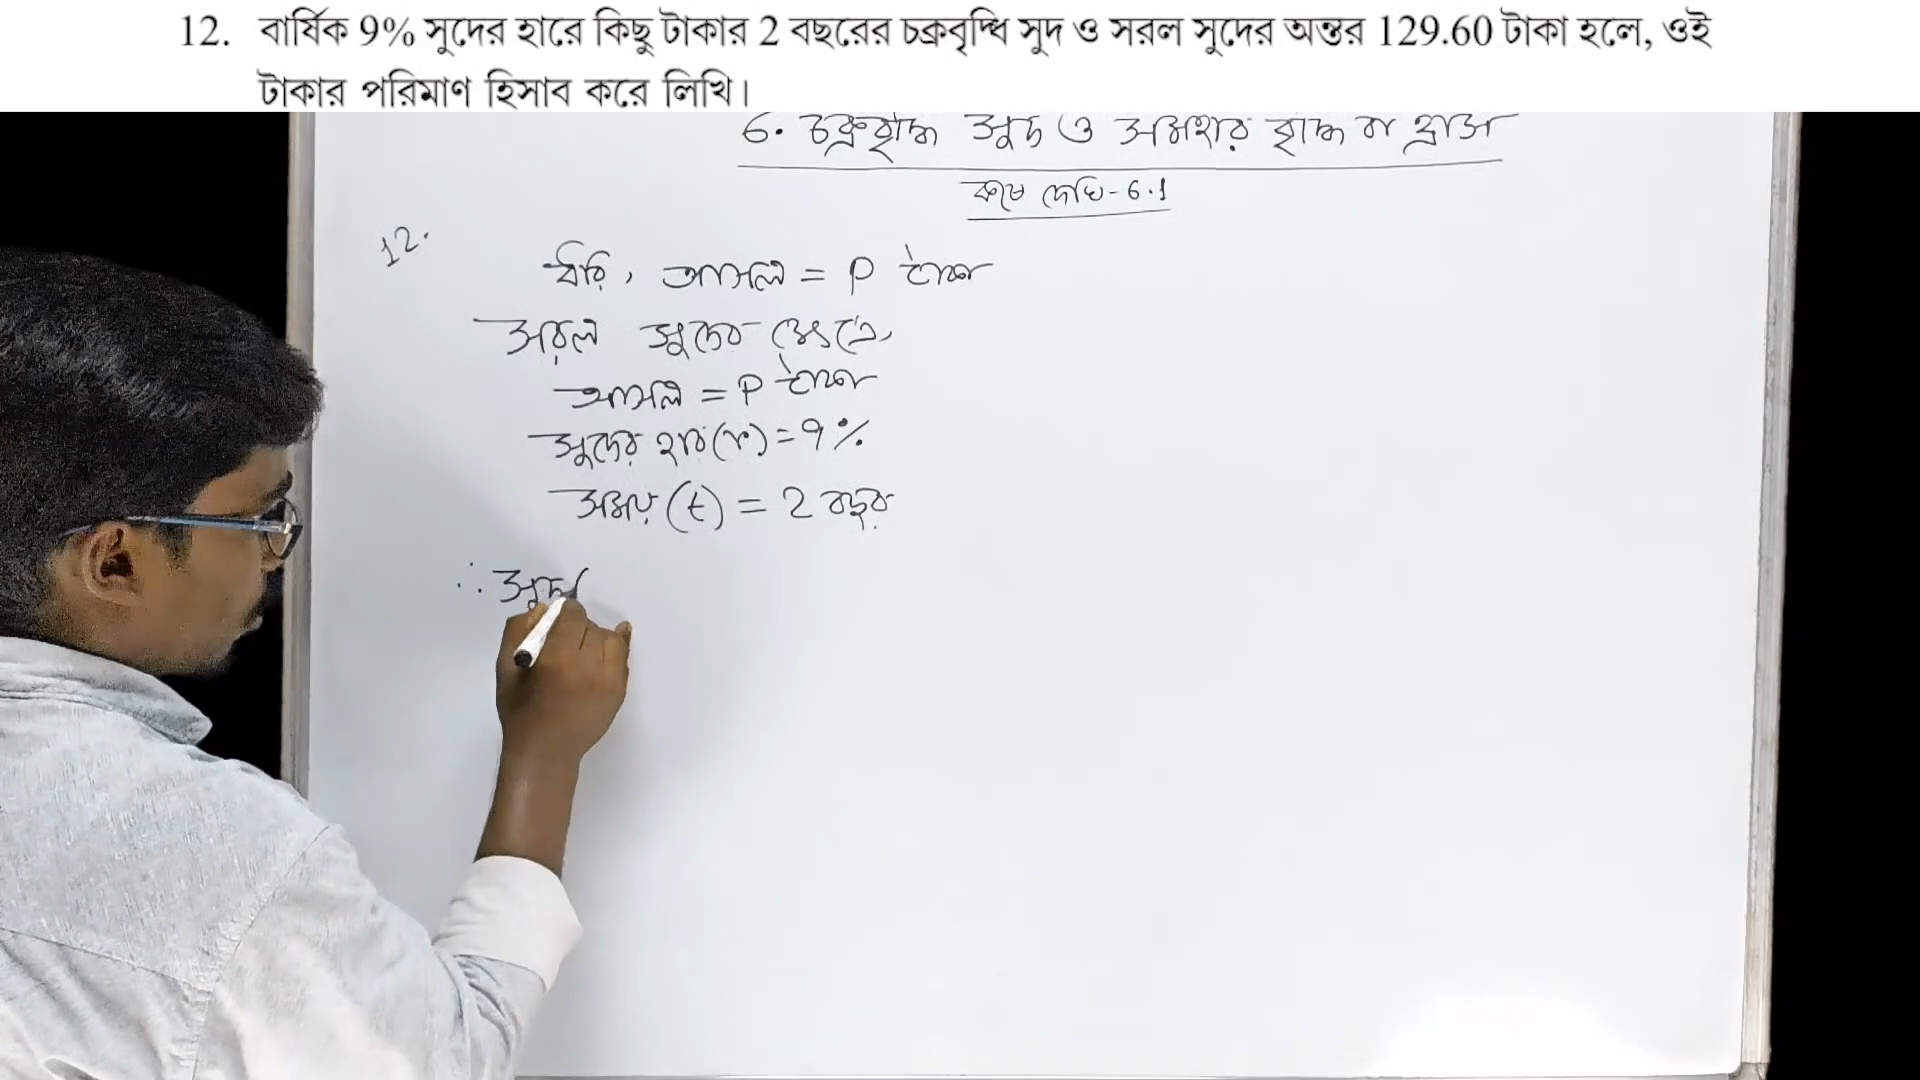 12. বার্ষিক 9% সুদের হারে কিছু টাকার 2 বছরের চক্রবৃদ্ধি সুদ ও সরল সুদের অন্তর 129.60 টাকা হলে, ওই
টাকার পরিমাণ হিসাব করে লিখি।
6. চক্রবৃদ্ধি সুদ ও সমহার বৃদ্ধি বা হ্রাস
কষে দেখি-6.1
12.
ধরি, আসল = P টাকা
সরল সুদের ক্ষেত্রে,
আসল = P টাকা
সুদের হার(r) = 9%
সময়(t) = 2 বছর
∴ সুদ(